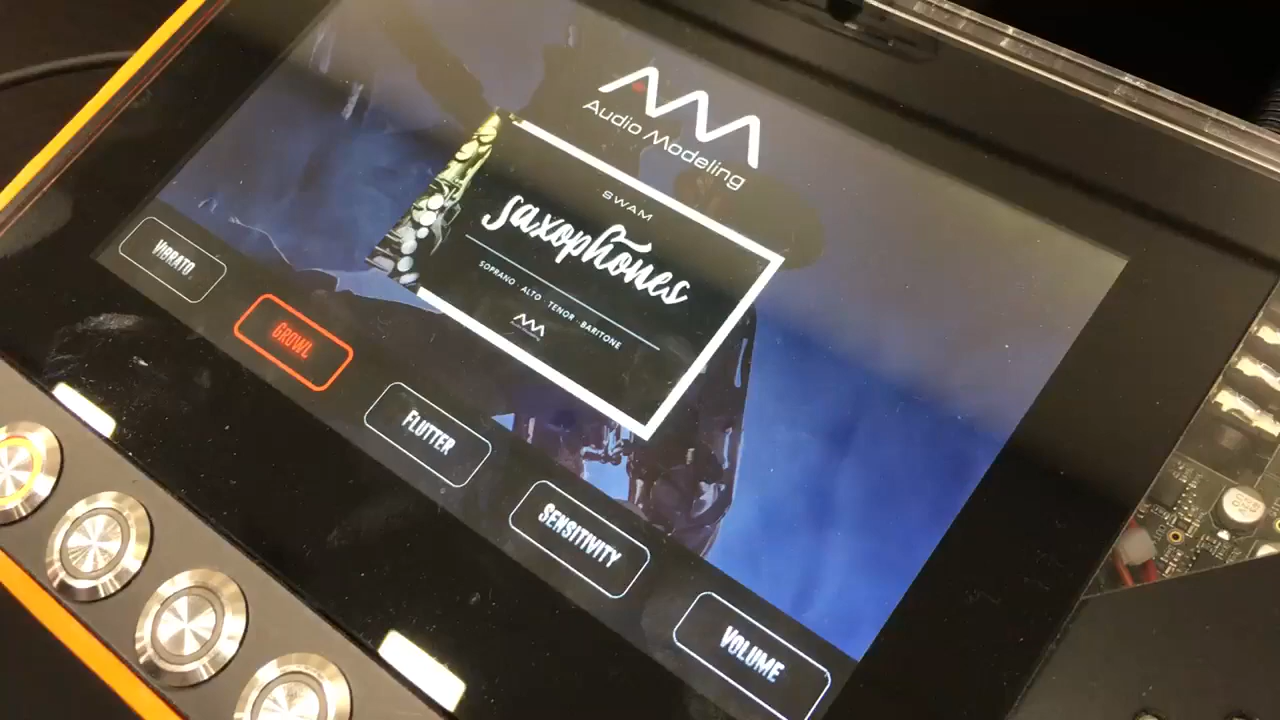 Audio Modeling
SWAM
saxophones
SOPRANO · ALTO · TENOR · BARITONE
VIBRATO
GROWL
FLUTTER
SENSITIVITY
VOLUME